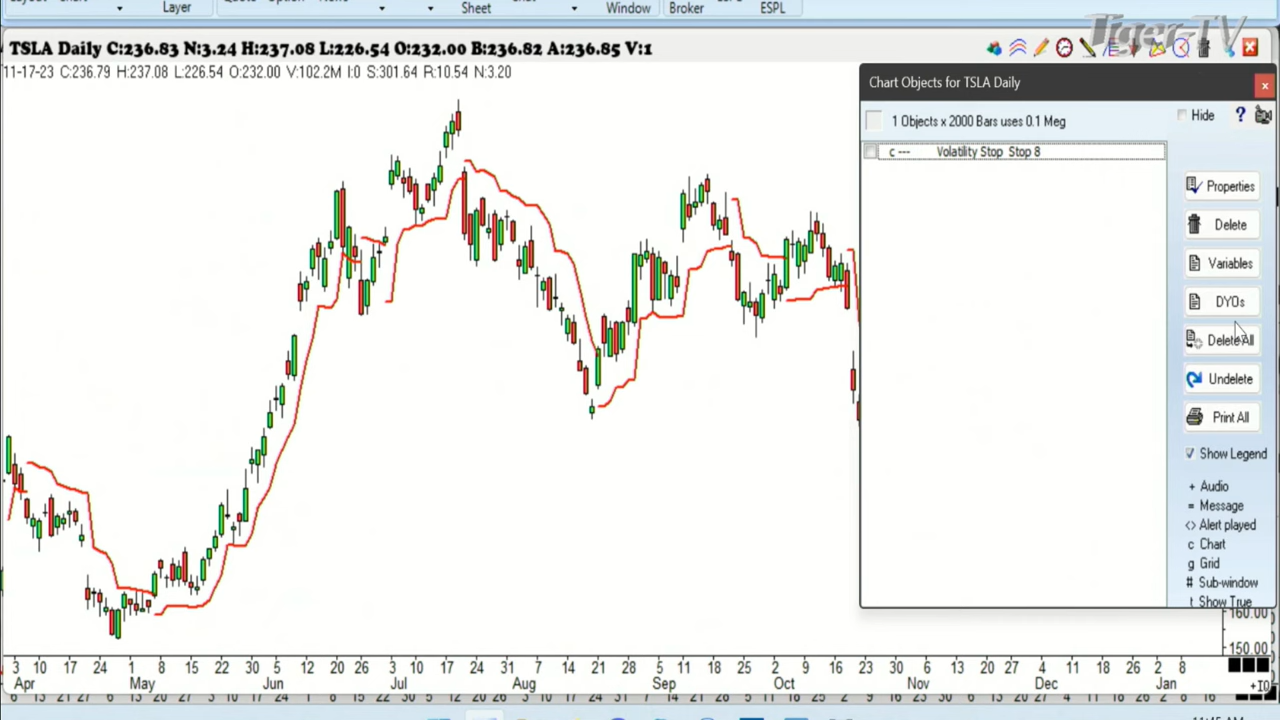 Layer Sheet Window Broker ESPL
Tiger-TV
TSLA Daily C:236.83 N:3.24 H:237.08 L:226.54 O:232.00 B:236.82 A:236.85 V:1
11-17-23 C:236.79 H:237.08 L:226.54 O:232.00 V:102.2M I:0 S:301.64 R:10.54 N:3.20
Chart Objects for TSLA Daily
1 Objects x 2000 Bars uses 0.1 Meg
Hide
c --- Volatility Stop Stop 8
Properties
Delete
Variables
DYOs
Delete All
Undelete
Print All
Show Legend
+ Audio
= Message
<> Alert played
c Chart
g Grid
# Sub-window
t Show True
160.00
150.00
3 10 17 24 1 8 15 22 30 5 12 20 26 3 10 17 24 31 7 14 21 28 5 11 18 25 2 9 16 23 30 6 13 20 27 4 11 18 26 2 8
Apr May Jun Jul Aug Sep Oct Nov Dec Jan
+10